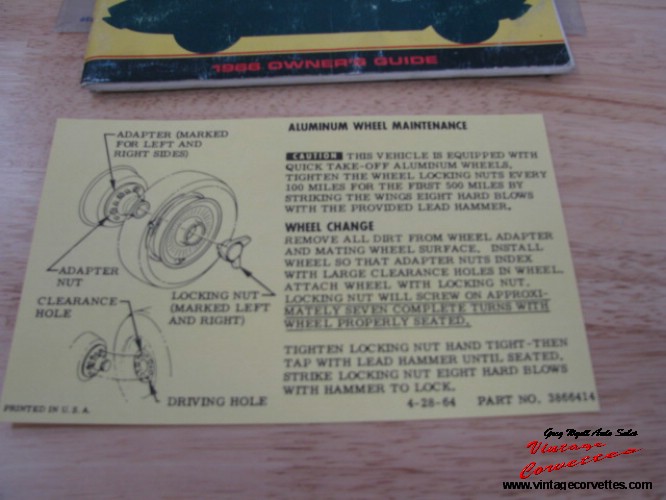 1966 OWNER'S GUIDE
ADAPTER (MARKED
FOR LEFT AND
RIGHT SIDES)
ADAPTER
NUT
LOCKING NUT
(MARKED LEFT
AND RIGHT)
CLEARANCE
HOLE
DRIVING HOLE
PRINTED IN U.S.A.
ALUMINUM WHEEL MAINTENANCE
CAUTION THIS VEHICLE IS EQUIPPED WITH
QUICK TAKE-OFF ALUMINUM WHEELS,
TIGHTEN THE WHEEL LOCKING NUTS EVERY
100 MILES FOR THE FIRST 500 MILES BY
STRIKING THE WINGS EIGHT HARD BLOWS
WITH THE PROVIDED LEAD HAMMER.
WHEEL CHANGE
REMOVE ALL DIRT FROM WHEEL ADAPTER
AND MATING WHEEL SURFACE. INSTALL
WHEEL SO THAT ADAPTER NUTS INDEX
WITH LARGE CLEARANCE HOLES IN WHEEL.
ATTACH WHEEL WITH LOCKING NUT.
LOCKING NUT WILL SCREW ON APPROXI-
MATELY SEVEN COMPLETE TURNS WITH
WHEEL PROPERLY SEATED.
TIGHTEN LOCKING NUT HAND TIGHT-THEN
TAP WITH LEAD HAMMER UNTIL SEATED.
STRIKE LOCKING NUT EIGHT HARD BLOWS
WITH HAMMER TO LOCK.
4-28-64 PART NO. 3866414
Greg Wyatt Auto Sales
Vintage
Corvettes
www.vintagecorvettes.com